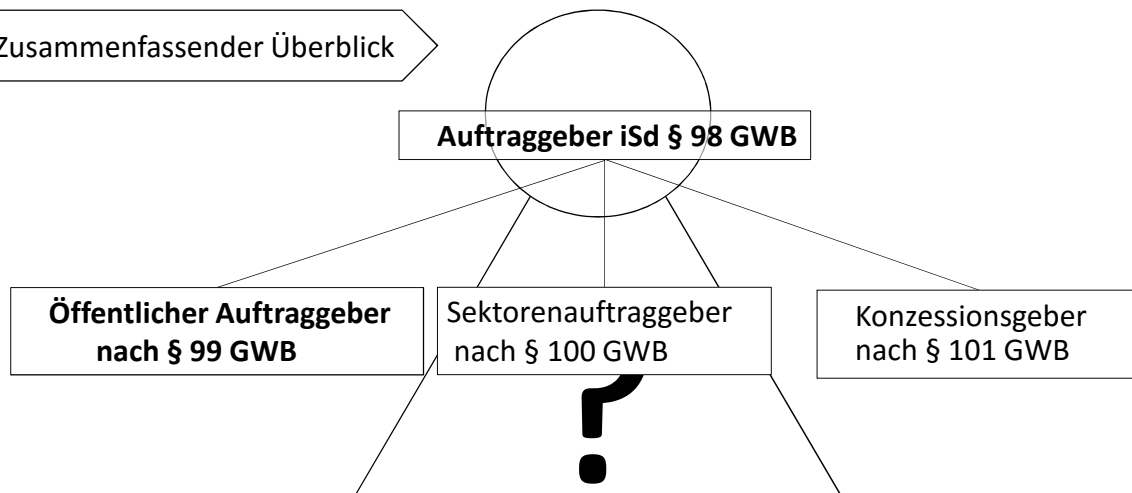 Zusammenfassender Überblick
Auftraggeber iSd § 98 GWB
Öffentlicher Auftraggeber
nach § 99 GWB
Sektorenauftraggeber
nach § 100 GWB
Konzessionsgeber
nach § 101 GWB
?